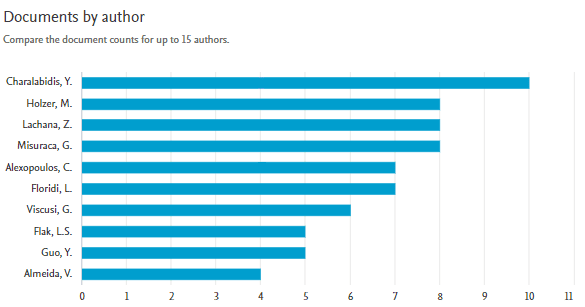 Documents by author
Compare the document counts for up to 15 authors.
Charalabidis, Y.
Holzer, M.
Lachana, Z.
Misuraca, G.
Alexopoulos, C.
Floridi, L.
Viscusi, G.
Flak, L.S.
Guo, Y.
Almeida, V.
0 1 2 3 4 5 6 7 8 9 10 11